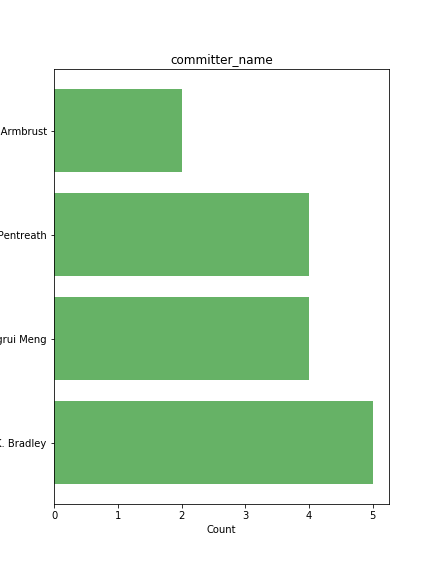 committer_name
Armbrust
Pentreath
grui Meng
K. Bradley
0 1 2 3 4 5
Count